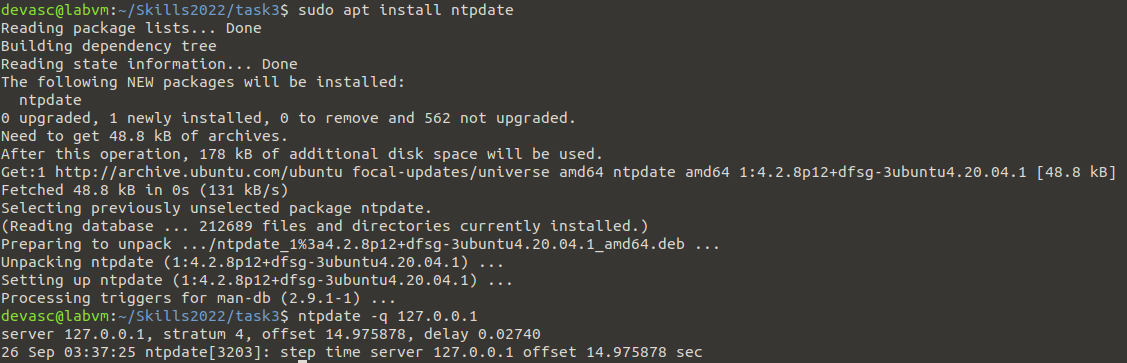 devasc@labvm:~/Skills2022/task3$ sudo apt install ntpdate
Reading package lists... Done
Building dependency tree
Reading state information... Done
The following NEW packages will be installed:
  ntpdate
0 upgraded, 1 newly installed, 0 to remove and 562 not upgraded.
Need to get 48.8 kB of archives.
After this operation, 178 kB of additional disk space will be used.
Get:1 http://archive.ubuntu.com/ubuntu focal-updates/universe amd64 ntpdate amd64 1:4.2.8p12+dfsg-3ubuntu4.20.04.1 [48.8 kB]
Fetched 48.8 kB in 0s (131 kB/s)
Selecting previously unselected package ntpdate.
(Reading database ... 212689 files and directories currently installed.)
Preparing to unpack .../ntpdate_1%3a4.2.8p12+dfsg-3ubuntu4.20.04.1_amd64.deb ...
Unpacking ntpdate (1:4.2.8p12+dfsg-3ubuntu4.20.04.1) ...
Setting up ntpdate (1:4.2.8p12+dfsg-3ubuntu4.20.04.1) ...
Processing triggers for man-db (2.9.1-1) ...
devasc@labvm:~/Skills2022/task3$ ntpdate -q 127.0.0.1
server 127.0.0.1, stratum 4, offset 14.975878, delay 0.02740
26 Sep 03:37:25 ntpdate[3203]: step time server 127.0.0.1 offset 14.975878 sec